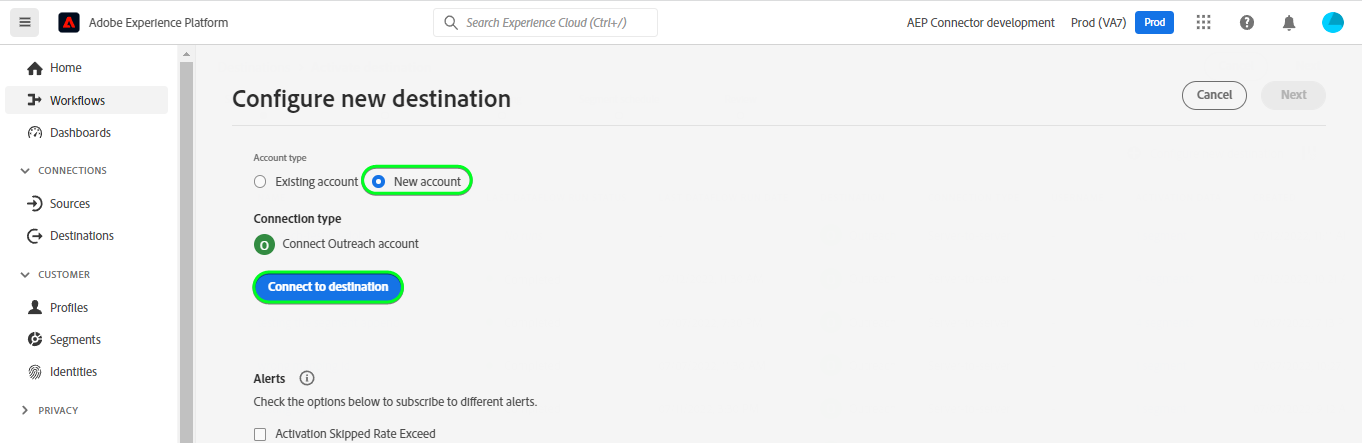 Adobe Experience Platform
Search Experience Cloud (Ctrl+/)
AEP Connector development
Prod (VA7)
Prod
Home
Workflows
Dashboards
CONNECTIONS
Sources
Destinations
CUSTOMER
Profiles
Segments
Identities
PRIVACY
Configure new destination
Cancel
Next
Account type
Existing account
New account
Connection type
O
Connect Outreach account
Connect to destination
Alerts
Check the options below to subscribe to different alerts.
Activation Skipped Rate Exceed